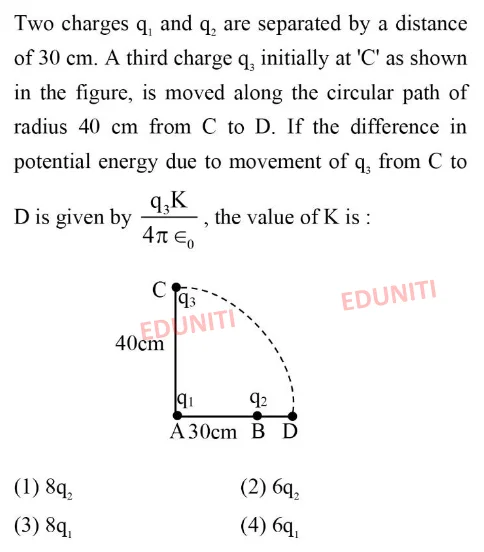 Two charges q₁ and q₂ are separated by a distance
of 30 cm. A third charge q₃ initially at 'C' as shown
in the figure, is moved along the circular path of
radius 40 cm from C to D. If the difference in
potential energy due to movement of q₃ from C to
D is given by q₃K / 4π ∈₀ , the value of K is :
C q₃
EDUNITI EDUNITI
40cm
q₁ q₂
A 30cm B D
(1) 8q₂ (2) 6q₂
(3) 8q₁ (4) 6q₁